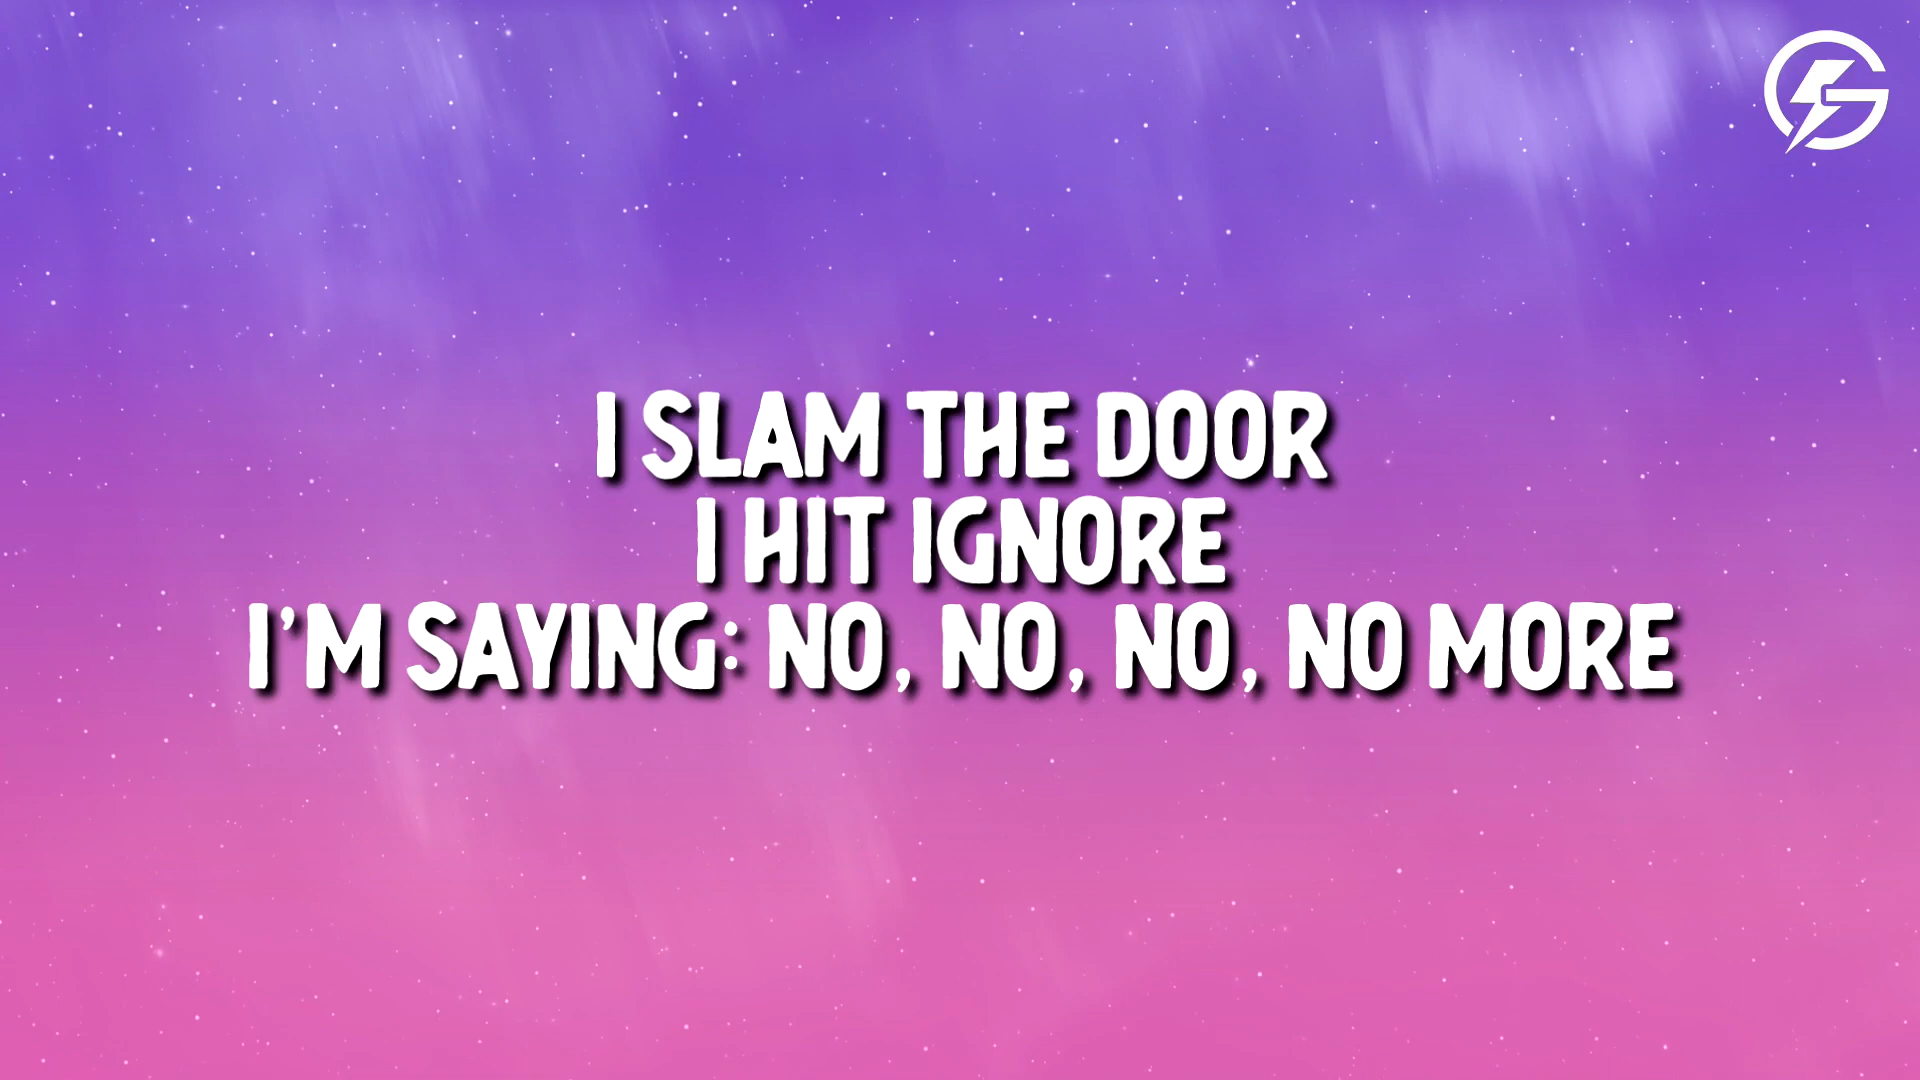 I SLAM THE DOOR
I HIT IGNORE
I'M SAYING: NO, NO, NO, NO MORE